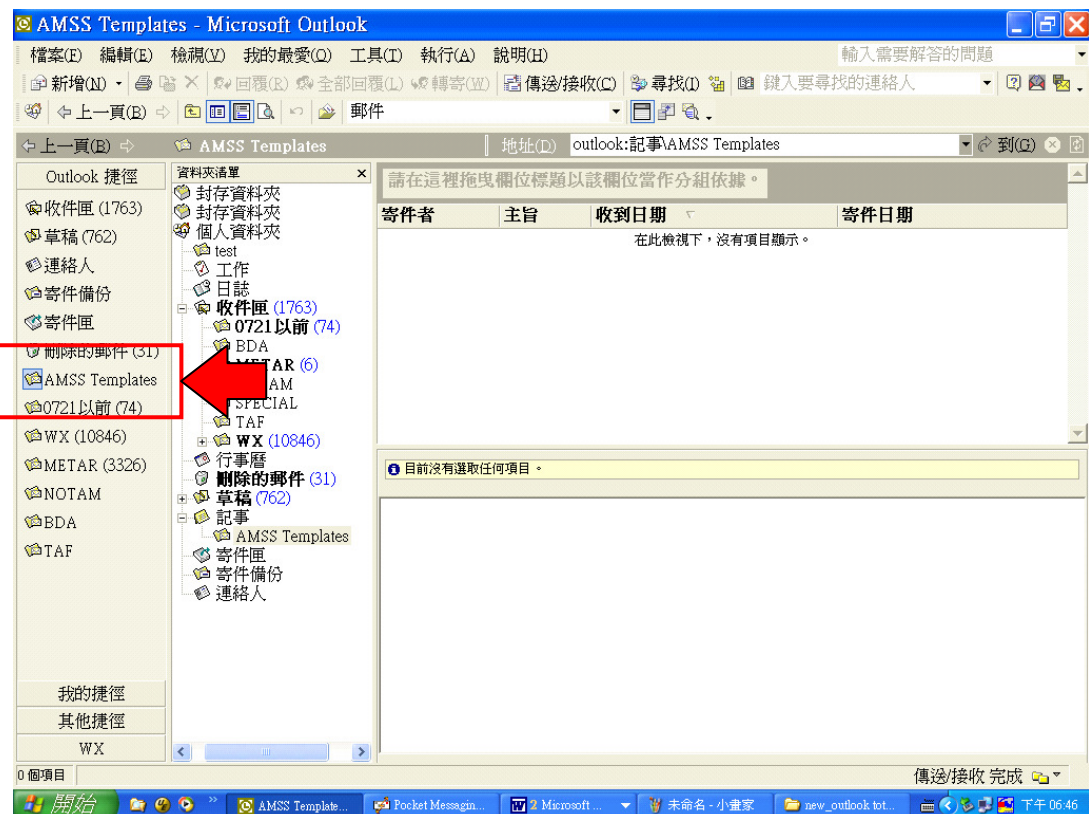 AMSS Templates - Microsoft Outlook
檔案(F) 編輯(E) 檢視(V) 我的最愛(O) 工具(T) 執行(A) 說明(H) 輸入需要解答的問題
新增(N) 回覆(R) 全部回覆(L) 轉寄(W) 傳送/接收(C) 尋找(I) 鍵入要尋找的連絡人
上一頁(B) 郵件
上一頁(B) AMSS Templates 地址(D) outlook:記事\AMSS Templates 到(G)
Outlook 捷徑
收件匣 (1763)
草稿 (762)
連絡人
寄件備份
寄件匣
刪除的郵件 (31)
AMSS Templates
0721以前 (74)
WX (10846)
METAR (3326)
NOTAM
BDA
TAF
我的捷徑
其他捷徑
WX
資料夾清單 x
封存資料夾
封存資料夾
個人資料夾
test
工作
日誌
收件匣 (1763)
0721以前 (74)
BDA
METAR (6)
AM
SPECIAL
TAF
WX (10846)
行事曆
刪除的郵件 (31)
草稿 (762)
記事
AMSS Templates
寄件匣
寄件備份
連絡人
請在這裡拖曳欄位標題以該欄位當作分組依據。
寄件者 主旨 收到日期 寄件日期
在此檢視下，沒有項目顯示。
目前沒有選取任何項目。
0 個項目 傳送/接收 完成
開始 AMSS Template... Pocket Messagin... 2 Microsoft ... 未命名 - 小畫家 new_outlook tot... 下午 06:46